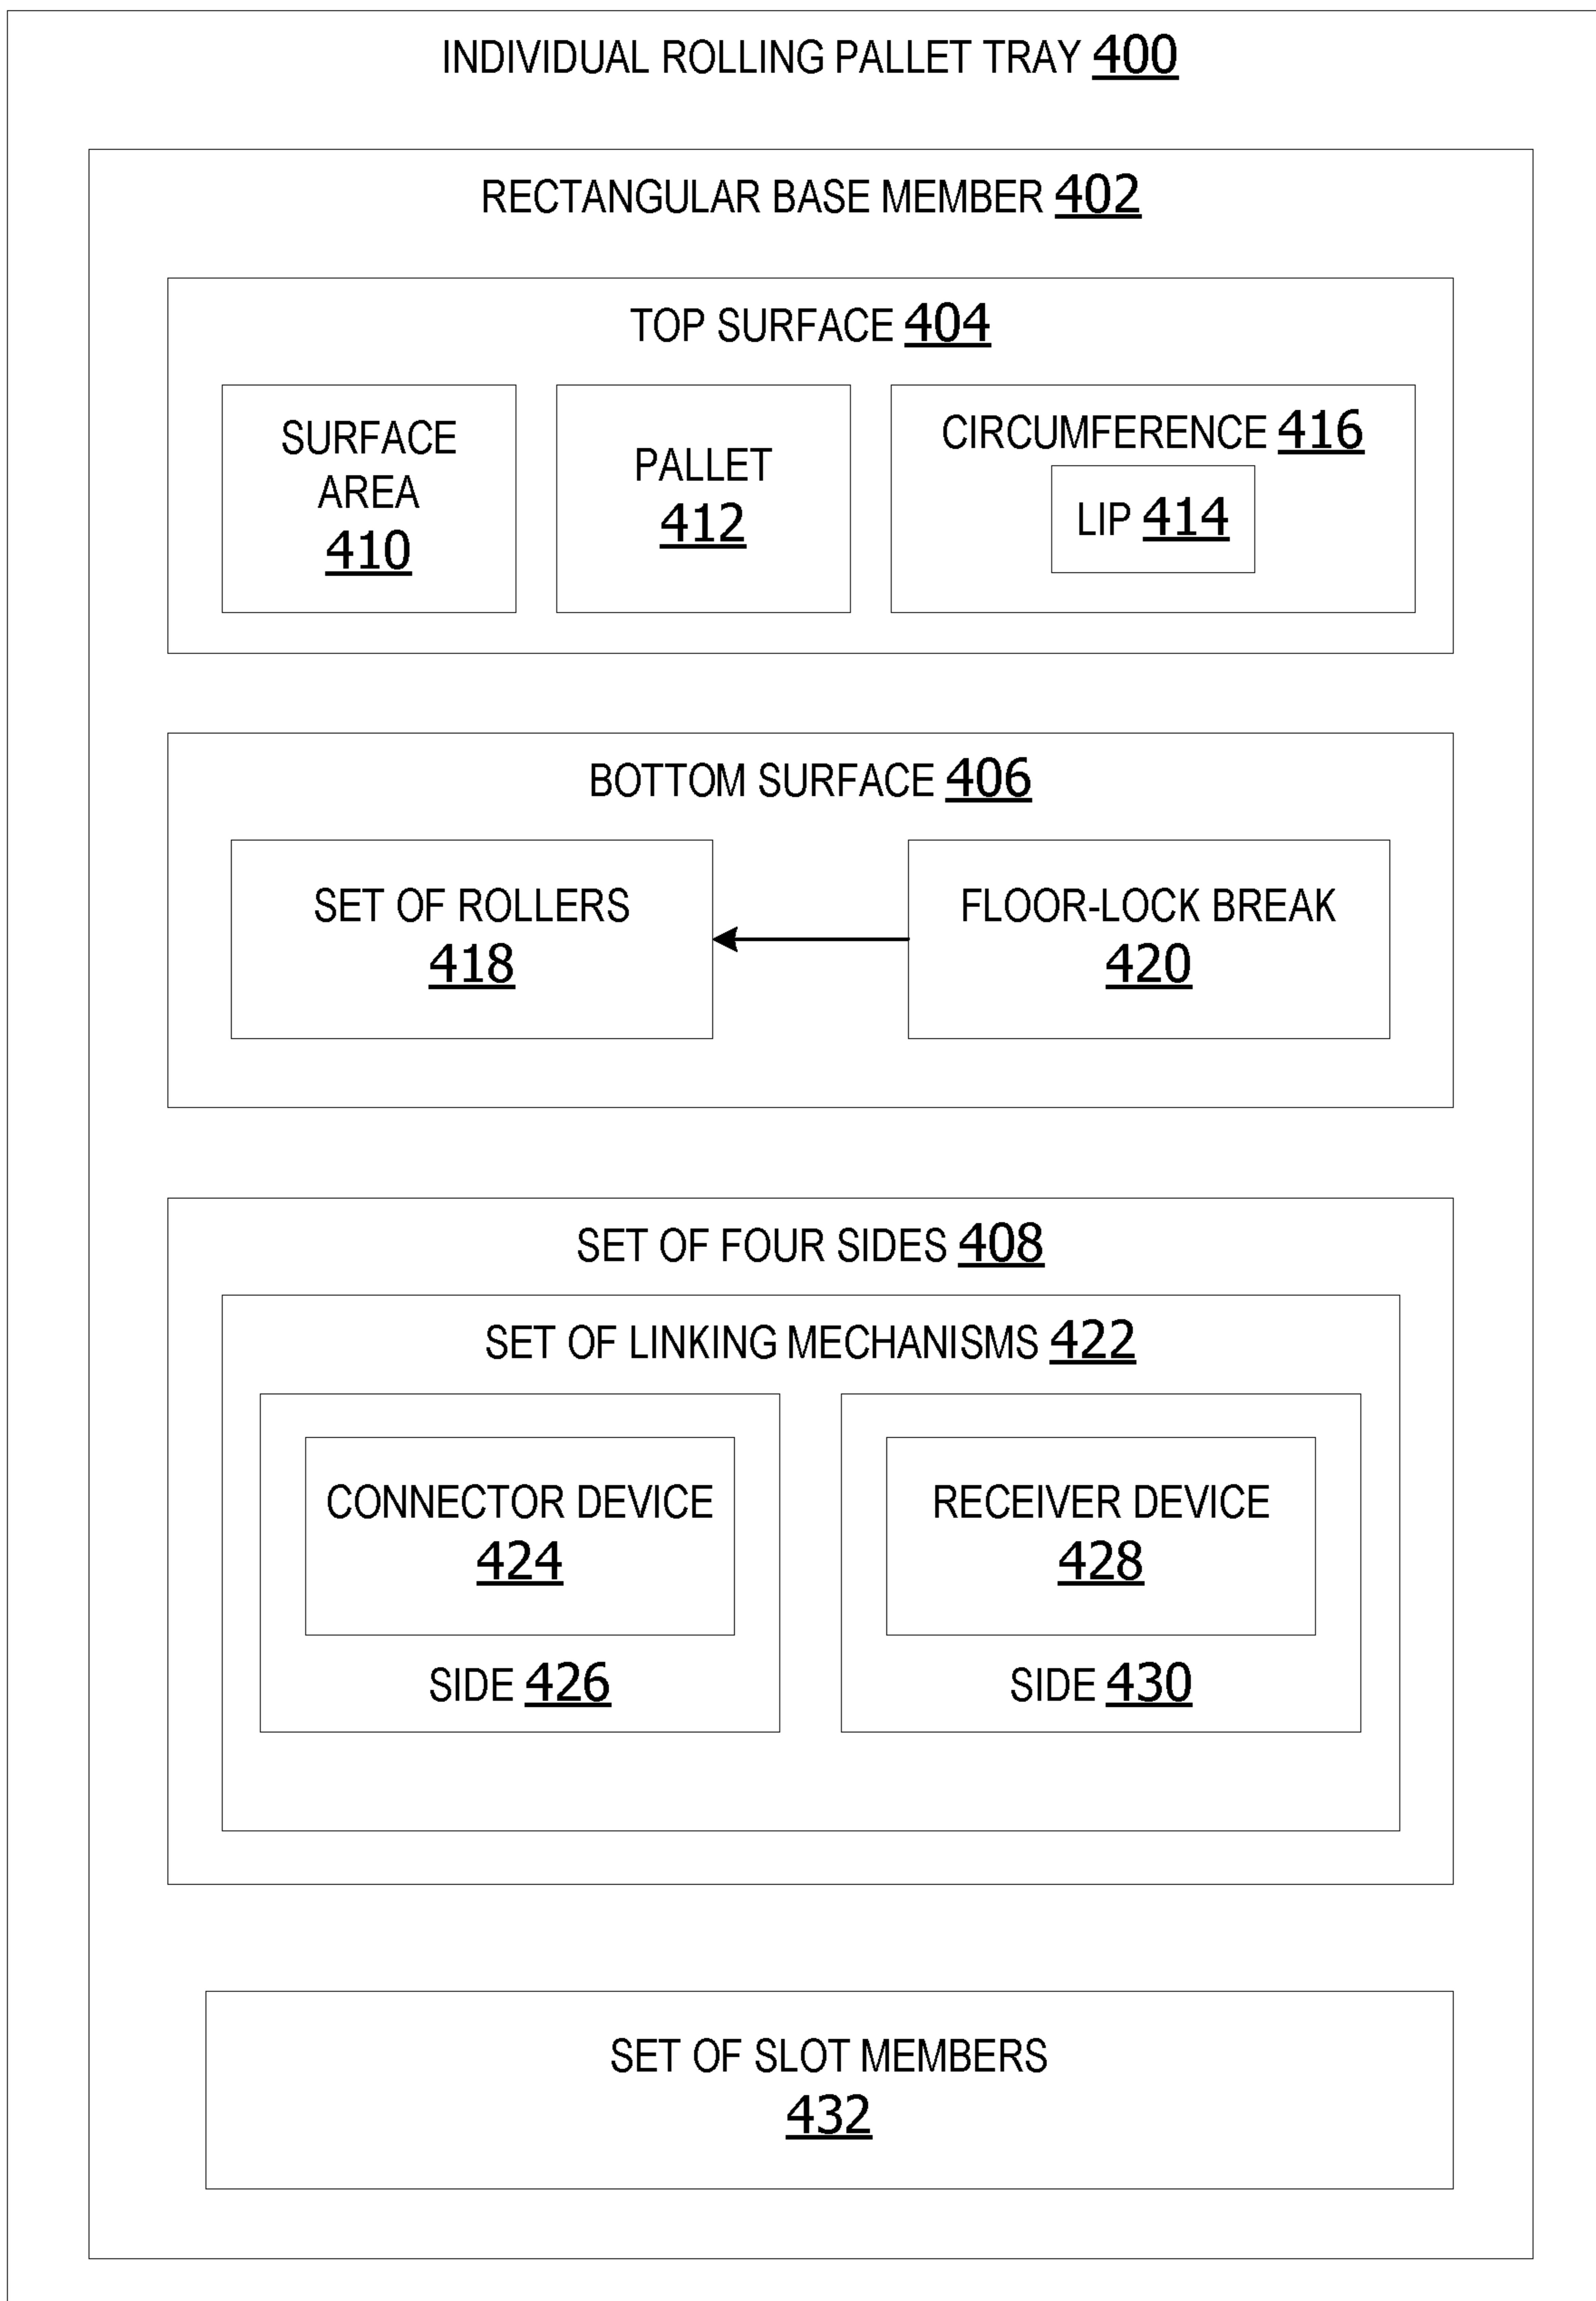 INDIVIDUAL ROLLING PALLET TRAY 400
RECTANGULAR BASE MEMBER 402
TOP SURFACE 404
SURFACE
AREA
410
PALLET
412
CIRCUMFERENCE 416
LIP 414
BOTTOM SURFACE 406
SET OF ROLLERS
418
FLOOR-LOCK BREAK
420
SET OF FOUR SIDES 408
SET OF LINKING MECHANISMS 422
CONNECTOR DEVICE
424
SIDE 426
RECEIVER DEVICE
428
SIDE 430
SET OF SLOT MEMBERS
432